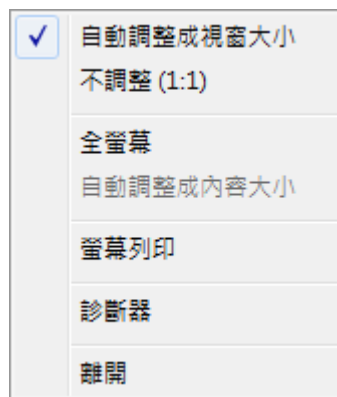 自動調整成視窗大小
不調整 (1:1)
全螢幕
自動調整成內容大小
螢幕列印
診斷器
離開